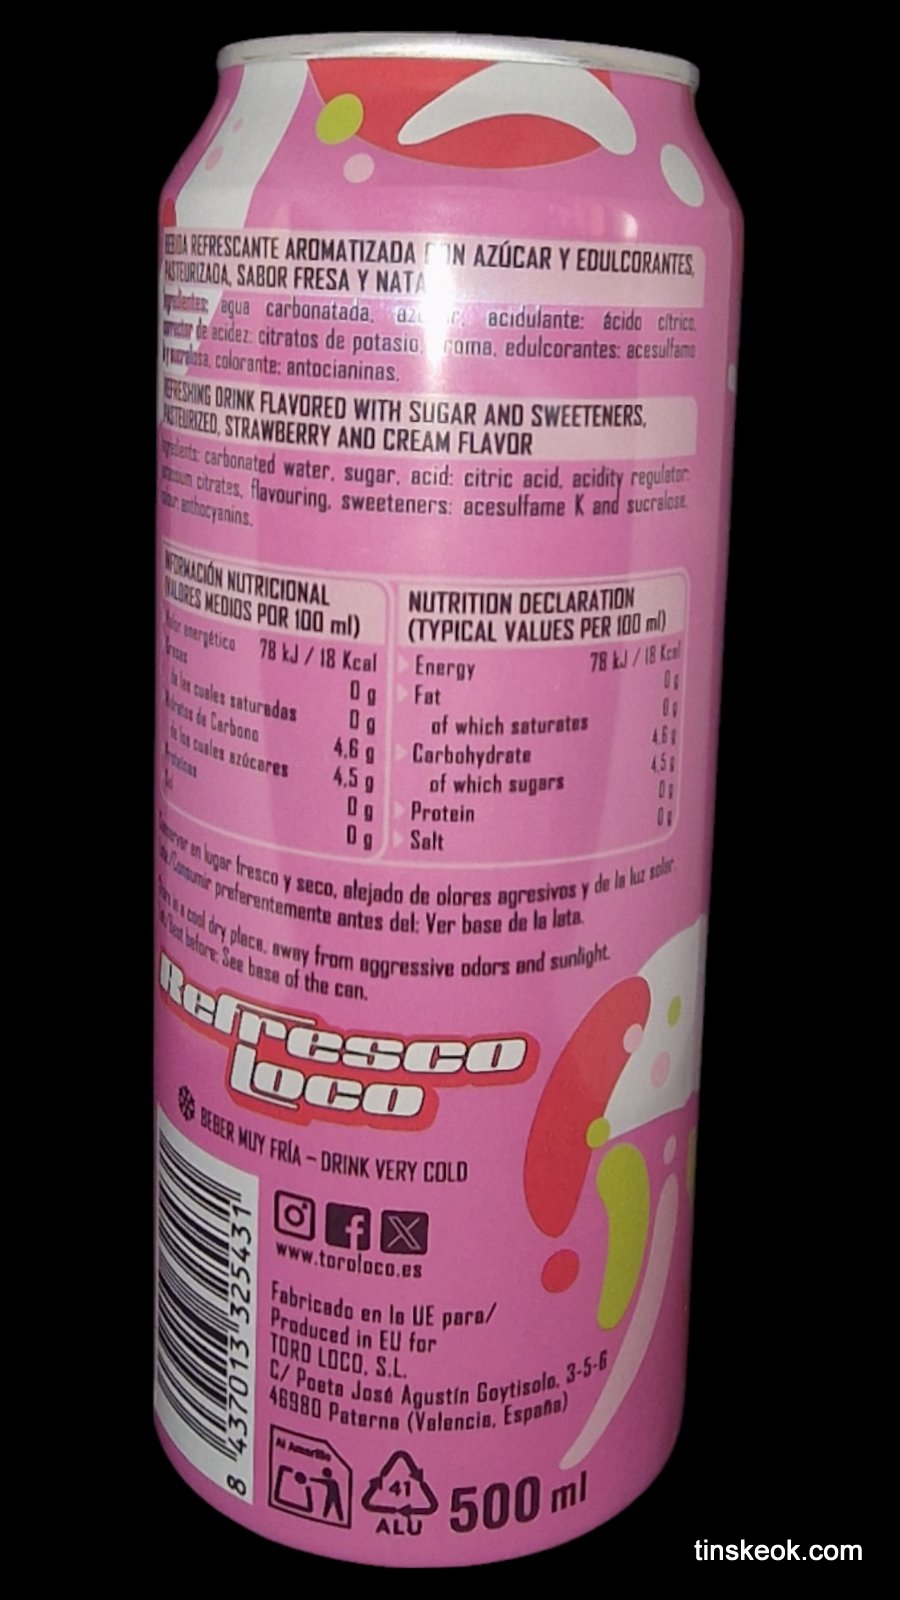 BEBIDA REFRESCANTE AROMATIZADA CON AZÚCAR Y EDULCORANTES,
PASTEURIZADA, SABOR FRESA Y NATA
Ingredientes: agua carbonatada, azúcar, acidulante: ácido cítrico,
corrector de acidez: citratos de potasio, aroma, edulcorantes: acesulfamo
K y sucralosa, colorante: antocianinas.
REFRESHING DRINK FLAVORED WITH SUGAR AND SWEETENERS,
PASTEURIZED, STRAWBERRY AND CREAM FLAVOR
Ingredients: carbonated water, sugar, acid: citric acid, acidity regulator:
potassium citrates, flavouring, sweeteners: acesulfame K and sucralose,
colour: anthocyanins.
INFORMACIÓN NUTRICIONAL
(VALORES MEDIOS POR 100 ml)
Valor energético 78 kJ / 18 Kcal
Grasas 0 g
de las cuales saturadas 0 g
Hidratos de Carbono 4,6 g
de los cuales azúcares 4,5 g
Proteínas 0 g
Sal 0 g
NUTRITION DECLARATION
(TYPICAL VALUES PER 100 ml)
Energy 78 kJ / 18 Kcal
Fat 0 g
of which saturates 0 g
Carbohydrate 4,6 g
of which sugars 4,5 g
Protein 0 g
Salt 0 g
Conservar en lugar fresco y seco, alejado de olores agresivos y de la luz solar.
Lote/Consumir preferentemente antes del: Ver base de la lata.
Store in a cool dry place, away from aggressive odors and sunlight.
Lot/Best before: See base of the can.
Refresco
Loco
BEBER MUY FRÍA – DRINK VERY COLD
www.toroloco.es
Fabricado en la UE para/
Produced in EU for
TORO LOCO, S.L.
C/ Poeta José Agustín Goytisolo, 3-5-6
46980 Paterna (Valencia, España)
8 437013 325431
Al Amarillo
41
ALU
500 ml
tinskeok.com